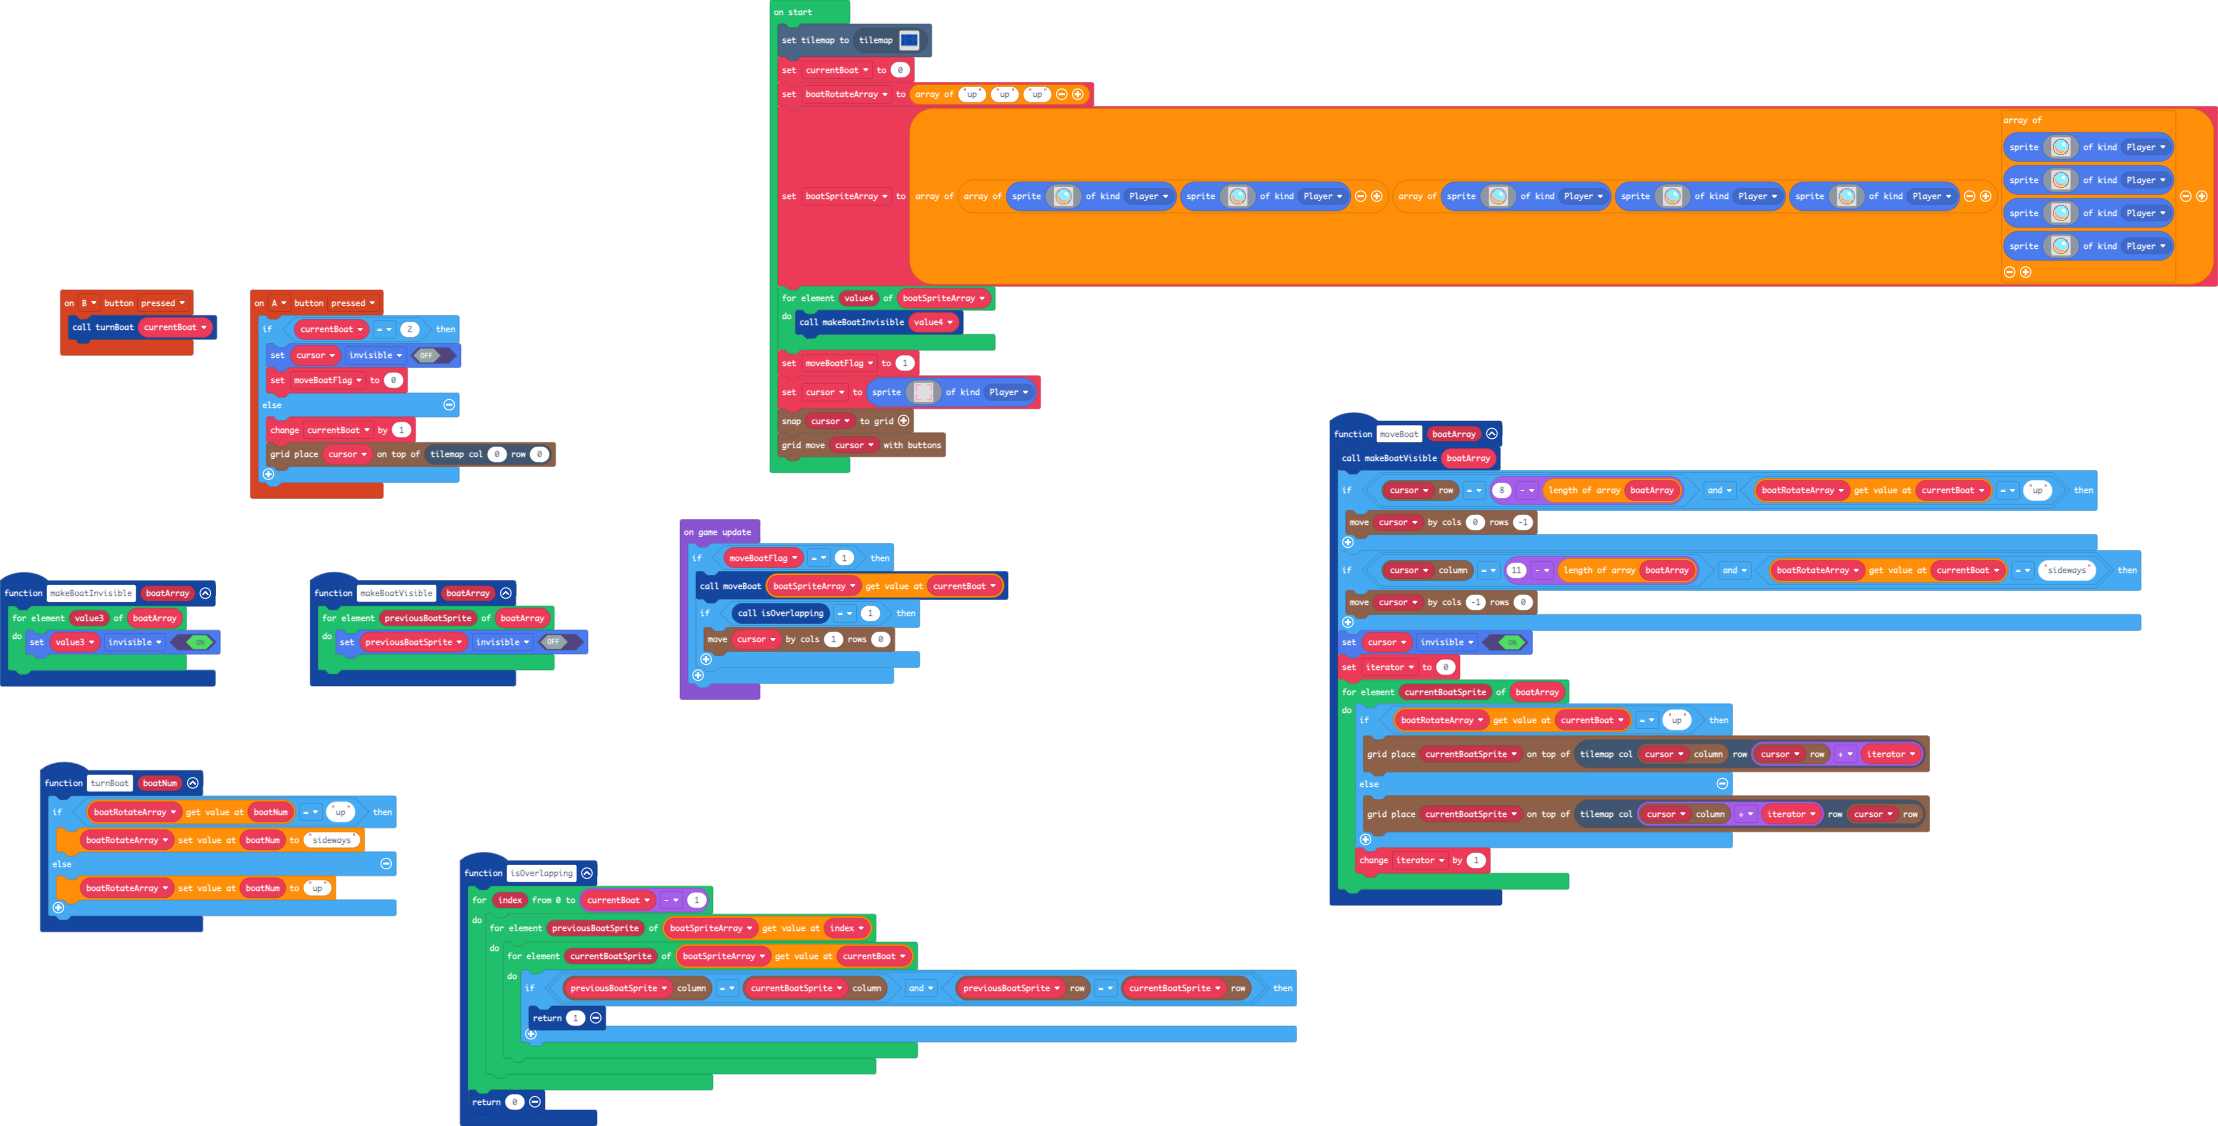 on start
set tilemap to tilemap
set currentBoat to 0
set boatRotateArray to array of "up" "up" "up"
set boatSpriteArray to array of array of sprite of kind Player sprite of kind Player array of sprite of kind Player sprite of kind Player sprite of kind Player array of
sprite of kind Player
sprite of kind Player
sprite of kind Player
sprite of kind Player
for element value4 of boatSpriteArray
do call makeBoatInvisible value4
set moveBoatFlag to 1
set cursor to sprite of kind Player
snap cursor to grid
grid move cursor with buttons
on B button pressed
call turnBoat currentBoat
on A button pressed
if currentBoat = 2 then
set cursor invisible OFF
set moveBoatFlag to 0
else
change currentBoat by 1
grid place cursor on top of tilemap col 0 row 0
on game update
if moveBoatFlag = 1 then
call moveBoat boatSpriteArray get value at currentBoat
if call isOverlapping = 1 then
move cursor by cols 1 rows 0
function makeBoatInvisible boatArray
for element value3 of boatArray
do set value3 invisible ON
function makeBoatVisible boatArray
for element previousBoatSprite of boatArray
do set previousBoatSprite invisible OFF
function turnBoat boatNum
if boatRotateArray get value at boatNum = "up" then
boatRotateArray set value at boatNum to "sideways"
else
boatRotateArray set value at boatNum to "up"
function isOverlapping
for index from 0 to currentBoat - 1
do for element previousBoatSprite of boatSpriteArray get value at index
do for element currentBoatSprite of boatSpriteArray get value at currentBoat
do if previousBoatSprite column = currentBoatSprite column and previousBoatSprite row = currentBoatSprite row then
return 1
return 0
function moveBoat boatArray
call makeBoatVisible boatArray
if cursor row = 8 - length of array boatArray and boatRotateArray get value at currentBoat = "up" then
move cursor by cols 0 rows -1
if cursor column = 11 - length of array boatArray and boatRotateArray get value at currentBoat = "sideways" then
move cursor by cols -1 rows 0
set cursor invisible ON
set iterator to 0
for element currentBoatSprite of boatArray
do if boatRotateArray get value at currentBoat = "up" then
grid place currentBoatSprite on top of tilemap col cursor column row cursor row + iterator
else
grid place currentBoatSprite on top of tilemap col cursor column + iterator row cursor row
change iterator by 1